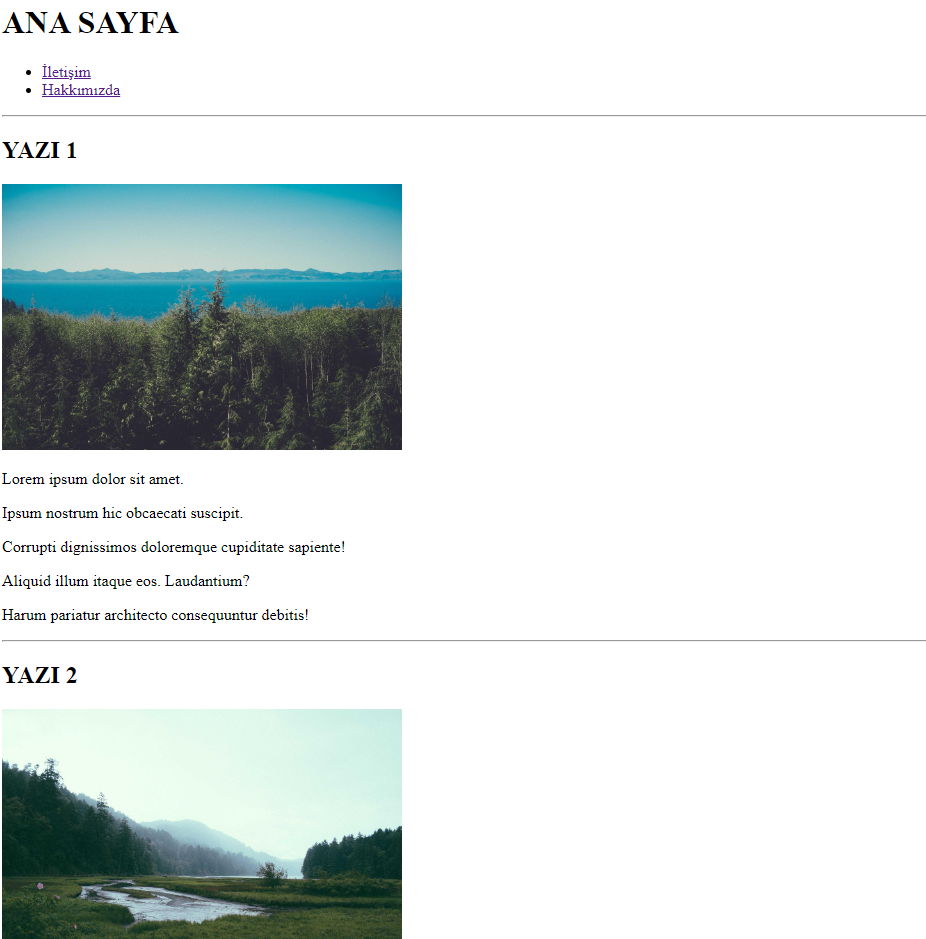 ANA SAYFA
İletişim
Hakkımızda
YAZI 1
Lorem ipsum dolor sit amet.
Ipsum nostrum hic obcaecati suscipit.
Corrupti dignissimos doloremque cupiditate sapiente!
Aliquid illum itaque eos. Laudantium?
Harum pariatur architecto consequuntur debitis!
YAZI 2